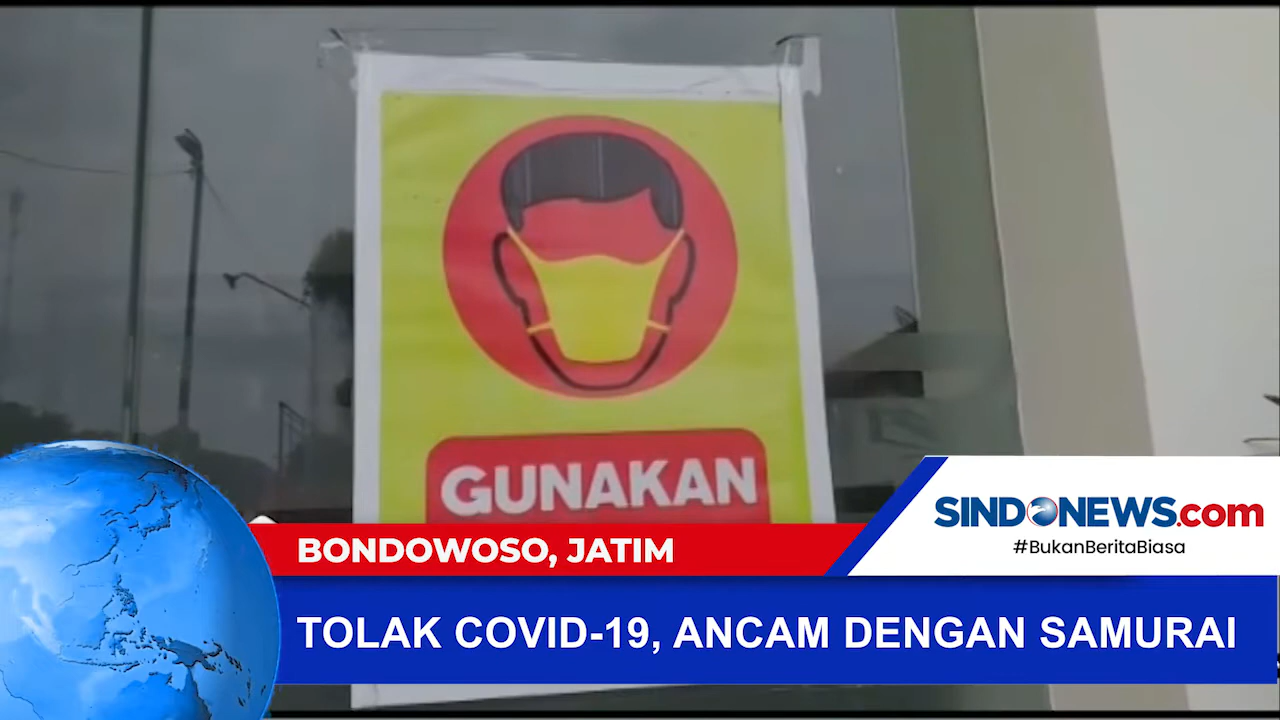 GUNAKAN
SINDONEWS.com
#BukanBeritaBiasa
BONDOWOSO, JATIM
TOLAK COVID-19, ANCAM DENGAN SAMURAI